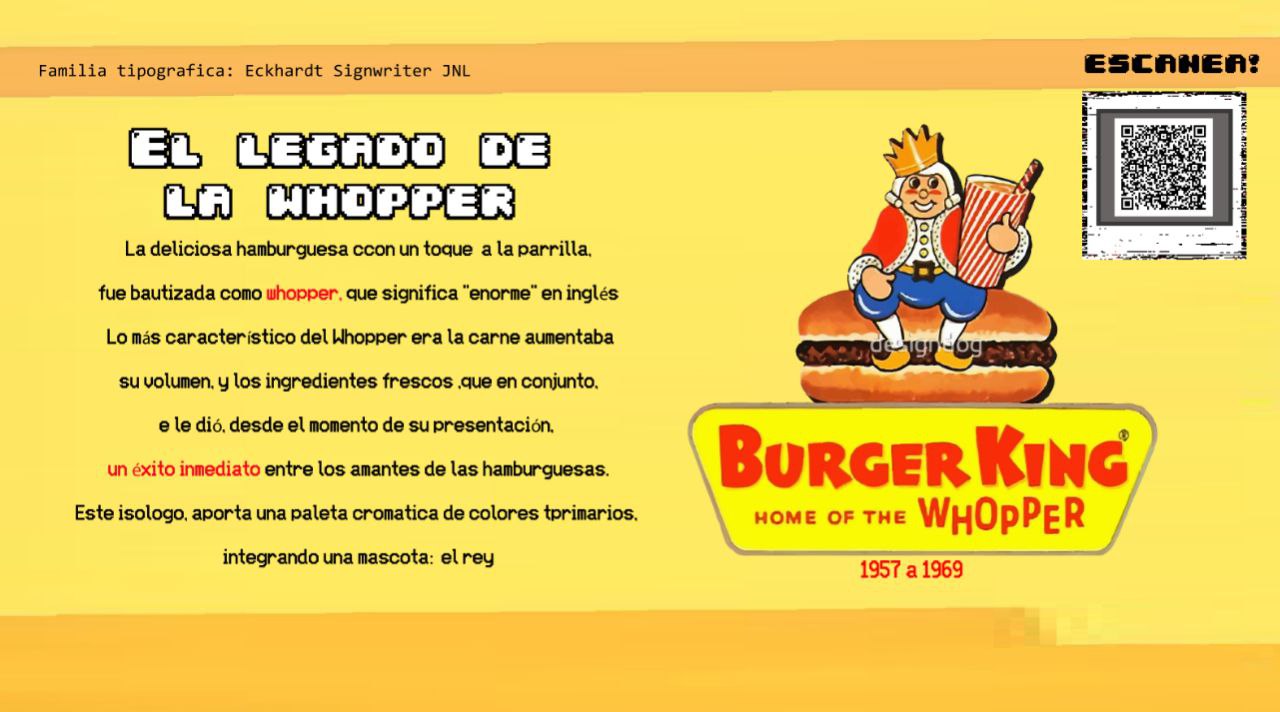 Familia tipografica: Eckhardt Signwriter JNL
ESCANEA!
El legado de
la whopper
La deliciosa hamburguesa ccon un toque a la parrilla,
fue bautizada como whopper, que significa "enorme" en inglés
Lo más característico del Whopper era la carne aumentaba
su volumen, y los ingredientes frescos ,que en conjunto,
e le dió, desde el momento de su presentación,
un éxito inmediato entre los amantes de las hamburguesas.
Este isologo, aporta una paleta cromatica de colores tprimarios,
integrando una mascota: el rey
designdog
BURGER KING®
HOME OF THE WHOPPER
1957 a 1969